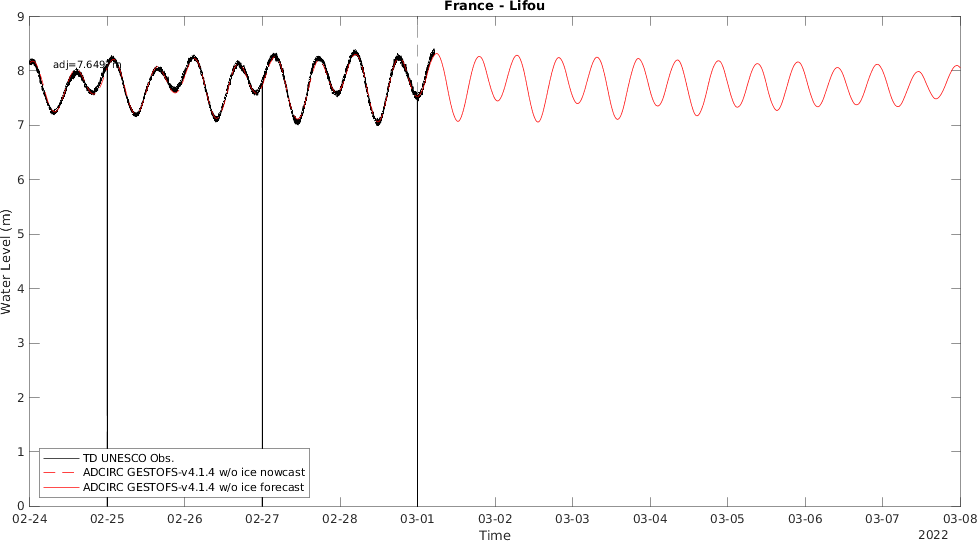 France - Lifou
adj=7.649 m
Water Level (m)
9
8
7
6
5
4
3
2
1
0
TD UNESCO Obs.
ADCIRC GESTOFS-v4.1.4 w/o ice nowcast
ADCIRC GESTOFS-v4.1.4 w/o ice forecast
02-24 02-25 02-26 02-27 02-28 03-01 03-02 03-03 03-04 03-05 03-06 03-07 03-08
Time
2022